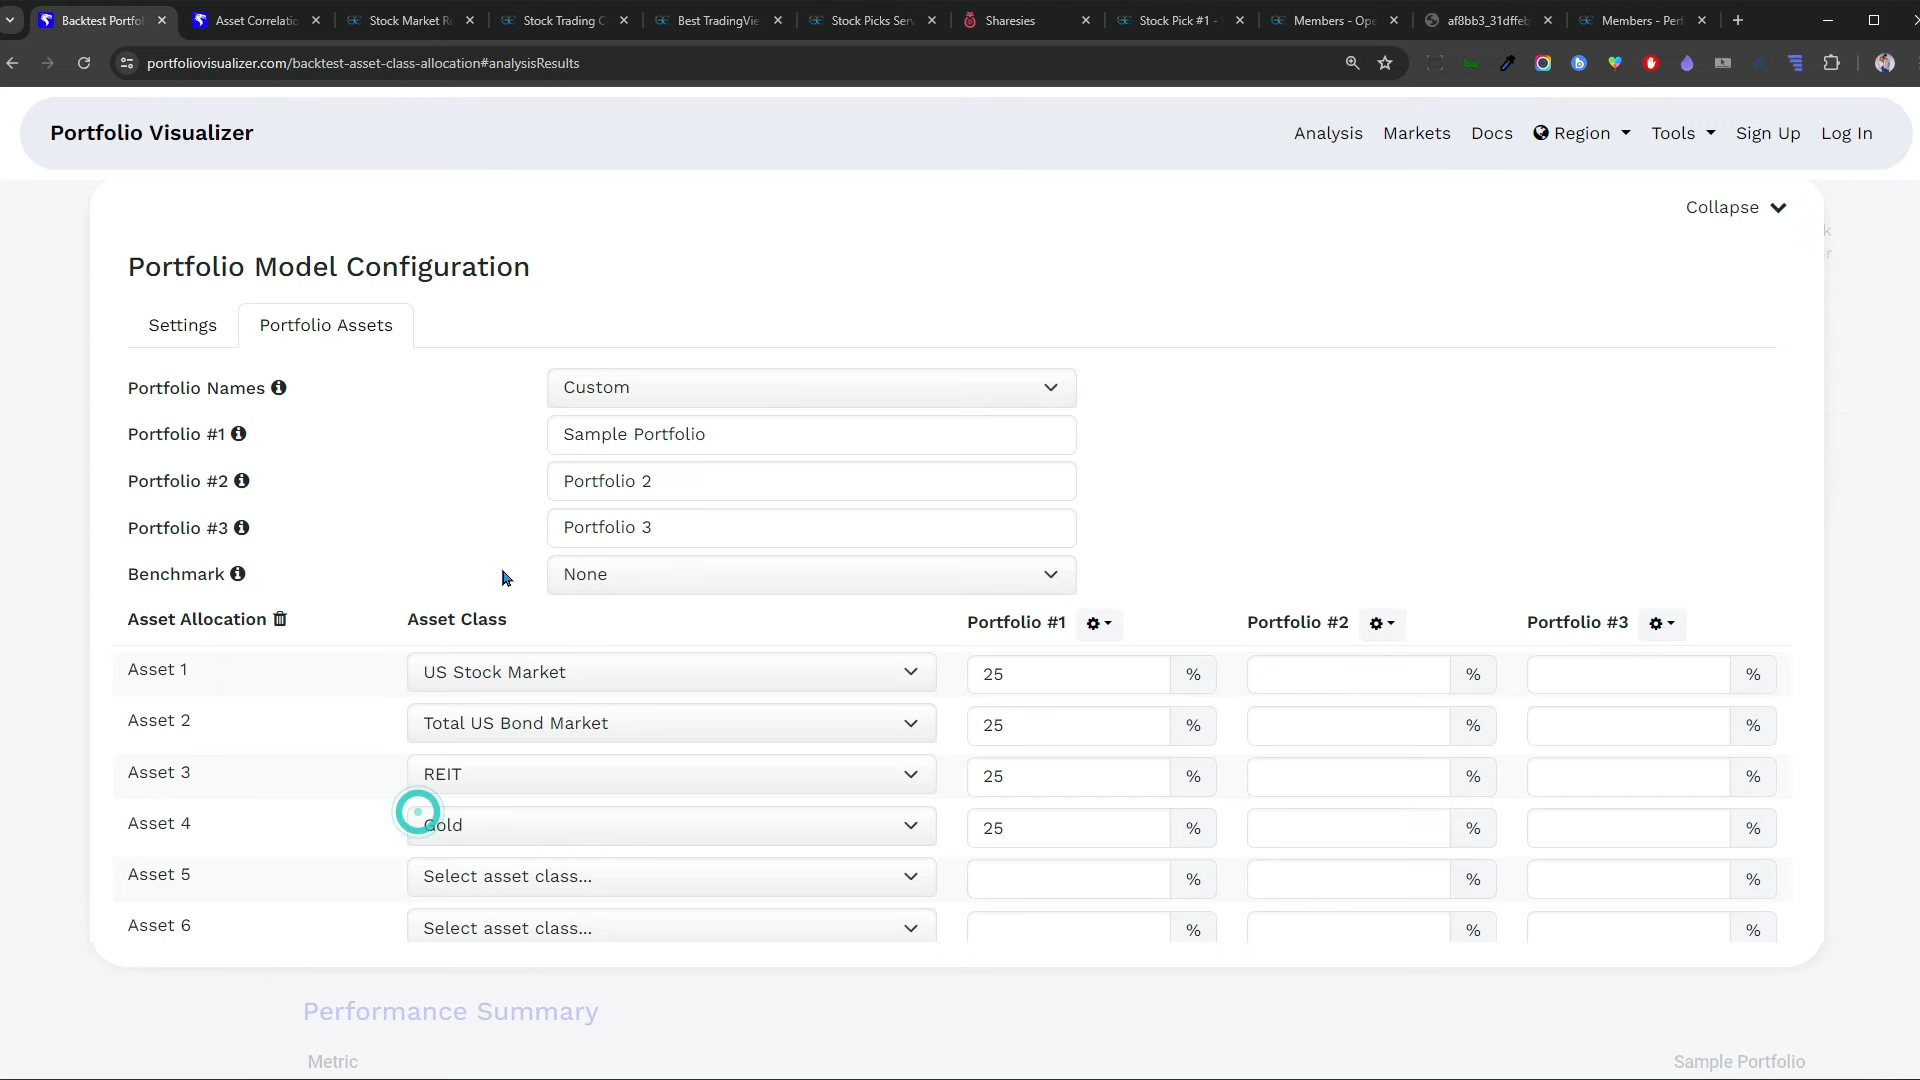 Backtest Portfol
Asset Correlatio
Stock Market R
Stock Trading C
Best TradingVie
Stock Picks Serv
Sharesies
Stock Pick #1 -
Members - Ope
af8bb3_31dffeb
Members - Perf
portfoliovisualizer.com/backtest-asset-class-allocation#analysisResults
Portfolio Visualizer
Analysis
Markets
Docs
Region
Tools
Sign Up
Log In
Collapse
Portfolio Model Configuration
Settings
Portfolio Assets
Portfolio Names
Custom
Portfolio #1
Sample Portfolio
Portfolio #2
Portfolio 2
Portfolio #3
Portfolio 3
Benchmark
None
Asset Allocation
Asset Class
Portfolio #1
Portfolio #2
Portfolio #3
Asset 1
US Stock Market
25
%
%
%
Asset 2
Total US Bond Market
25
%
%
%
Asset 3
REIT
25
%
%
%
Asset 4
Gold
25
%
%
%
Asset 5
Select asset class...
%
%
%
Asset 6
Select asset class...
%
%
%
Performance Summary
Metric
Sample Portfolio